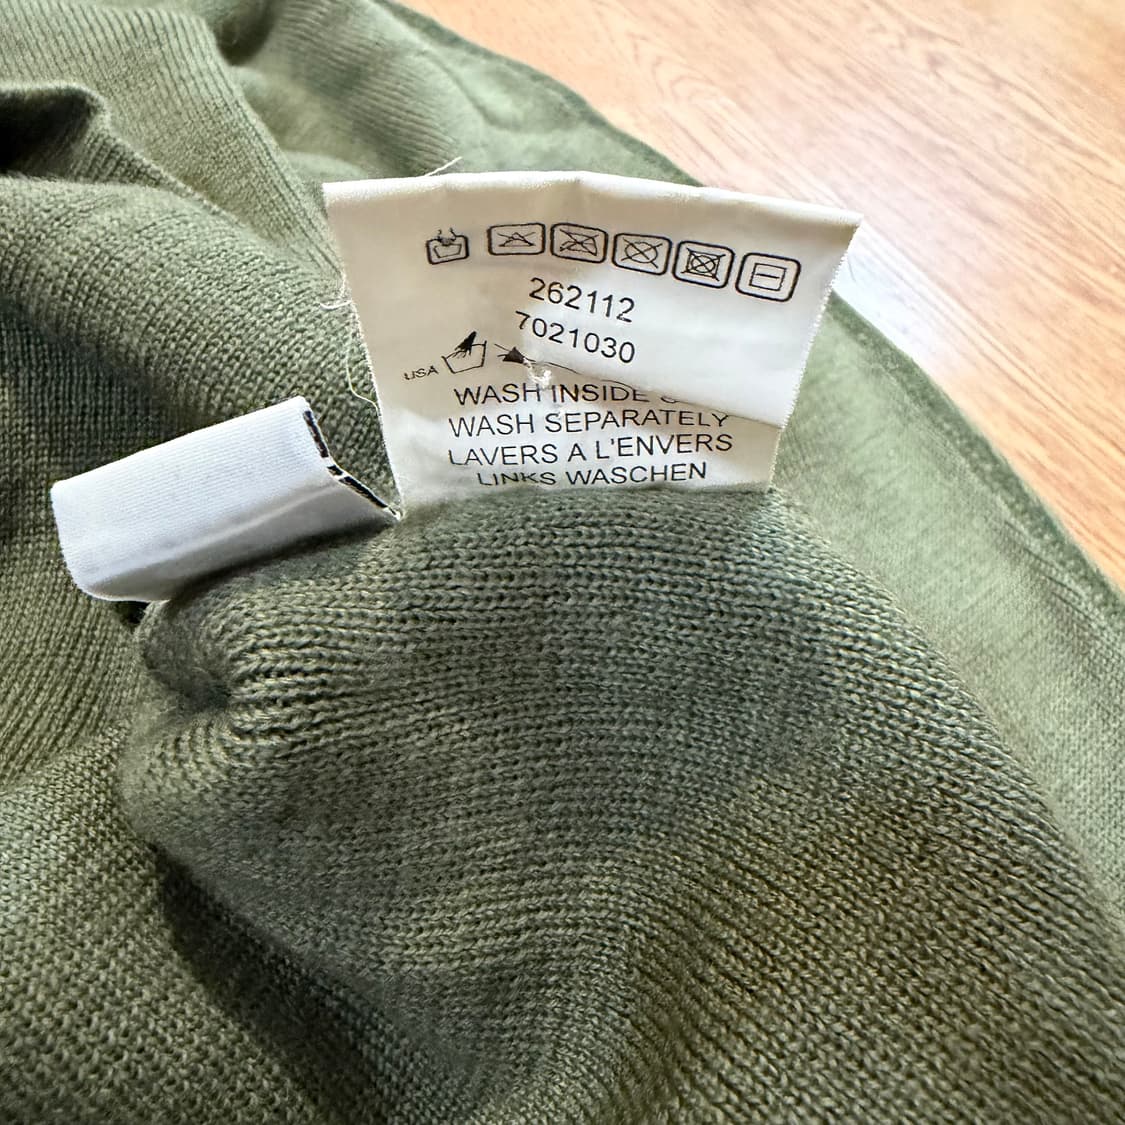 262112
7021030
USA
WASH INSIDE
WASH SEPARATELY
LAVERS A L'ENVERS
LINKS WASCHEN